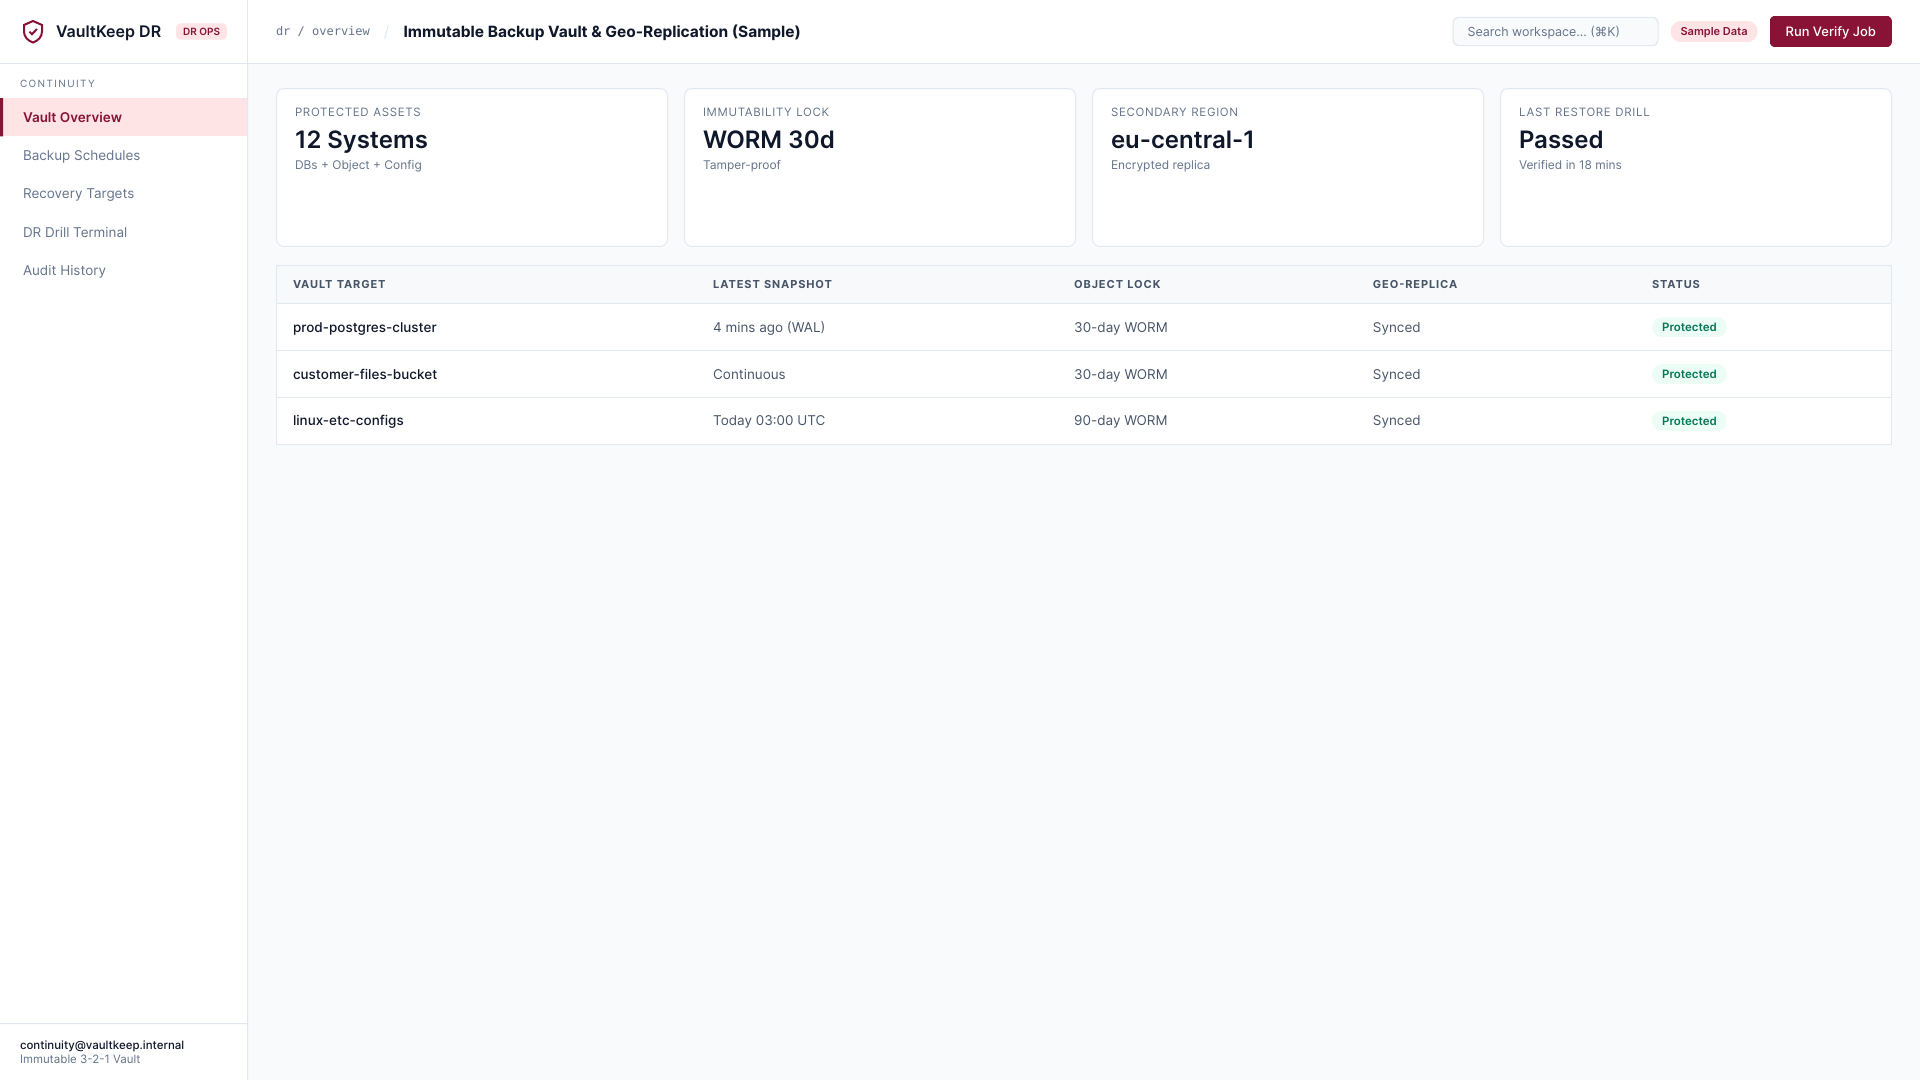 VaultKeep DR
DR OPS
CONTINUITY
Vault Overview
Backup Schedules
Recovery Targets
DR Drill Terminal
Audit History
continuity@vaultkeep.internal
Immutable 3-2-1 Vault
dr / overview / Immutable Backup Vault & Geo-Replication (Sample)
Search workspace... (⌘K)
Sample Data
Run Verify Job
PROTECTED ASSETS
12 Systems
DBs + Object + Config
IMMUTABILITY LOCK
WORM 30d
Tamper-proof
SECONDARY REGION
eu-central-1
Encrypted replica
LAST RESTORE DRILL
Passed
Verified in 18 mins
VAULT TARGET LATEST SNAPSHOT OBJECT LOCK GEO-REPLICA STATUS
prod-postgres-cluster 4 mins ago (WAL) 30-day WORM Synced Protected
customer-files-bucket Continuous 30-day WORM Synced Protected
linux-etc-configs Today 03:00 UTC 90-day WORM Synced Protected